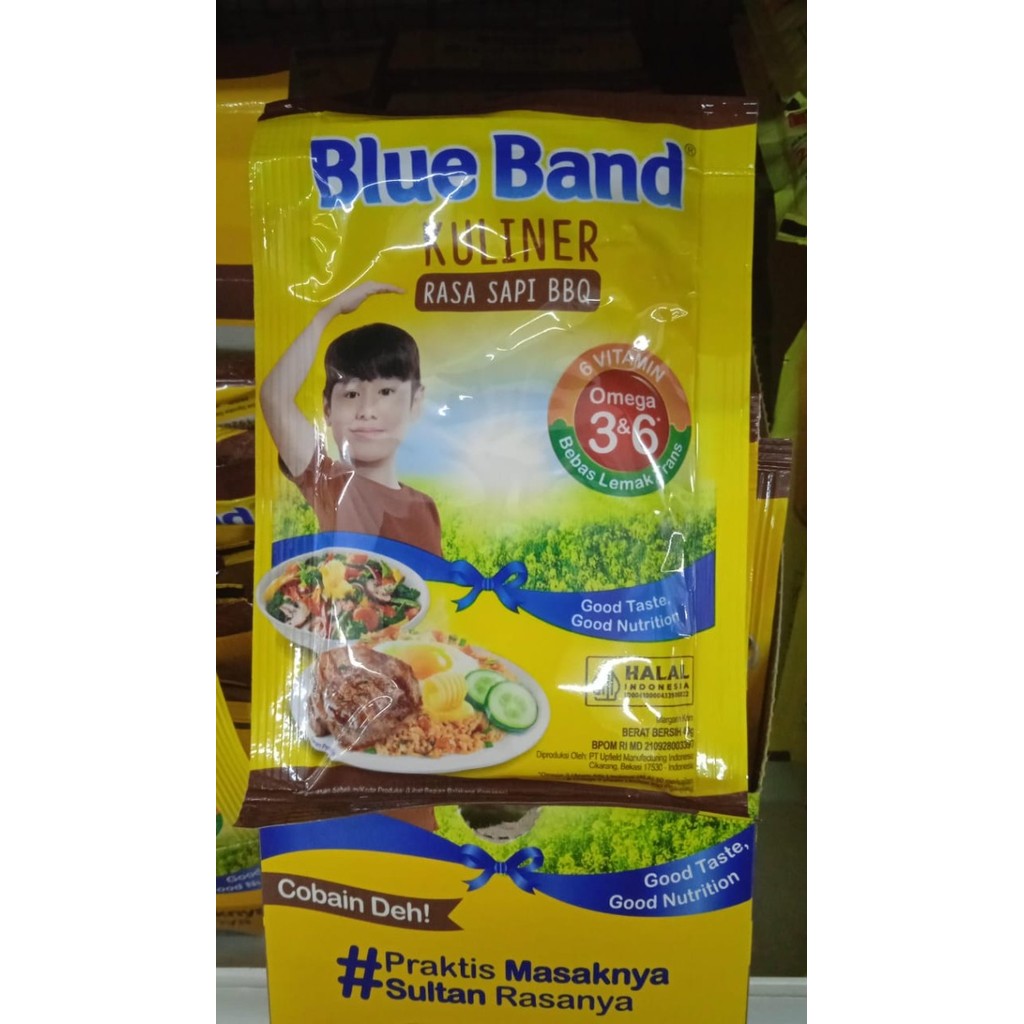 Blue Band®
KULINER
RASA SAPI BBQ
6 VITAMIN
Omega
3&6*
Bebas Lemak Trans
Good Taste,
Good Nutrition
HALAL
INDONESIA
BERAT BERSIH
BPOM RI MD
Diproduksi Oleh: PT Upfield Manufacturing Indonesia
Cikarang, Bekasi 17530 - Indonesia
Good Taste,
Good Nutrition
Cobain Deh!
#Praktis Masaknya
Sultan Rasanya